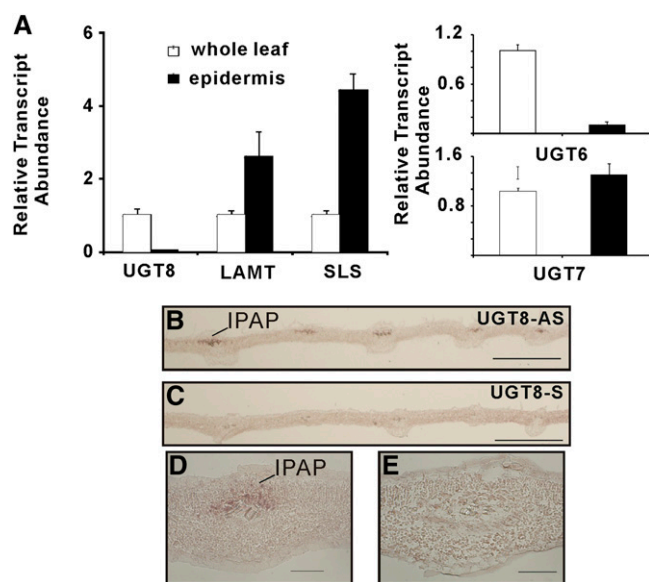 A
whole leaf
epidermis
Relative Transcript
Abundance
6
4
2
0
UGT8
LAMT
SLS
Relative Transcript
Abundance
1.2
0.6
UGT6
1.6
0.8
UGT7
B
IPAP
UGT8-AS
C
UGT8-S
D
IPAP
E